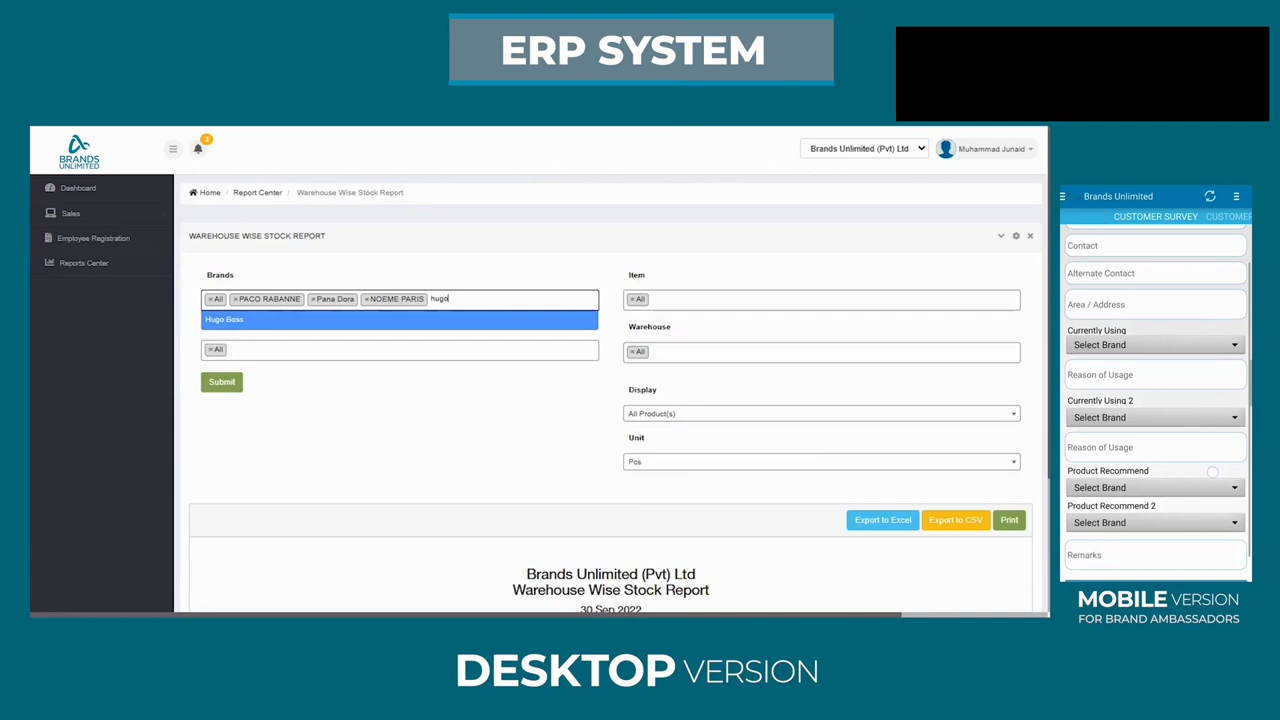 ERP SYSTEM
BRANDS
UNLIMITED
3
Brands Unlimited (Pvt) Ltd
Muhammad Junaid
Dashboard
Sales
Employee Registration
Reports Center
Home / Report Center / Warehouse Wise Stock Report
WAREHOUSE WISE STOCK REPORT
Brands
× All × PACO RABANNE × Pana Dora × NOEME PARIS hugo
Hugo Boss
× All
Submit
Item
× All
Warehouse
× All
Display
All Product(s)
Unit
Pcs
Export to Excel Export to CSV Print
Brands Unlimited (Pvt) Ltd
Warehouse Wise Stock Report
30 Sep 2022
Brands Unlimited
CUSTOMER SURVEY CUSTOMER
Contact
Alternate Contact
Area / Address
Currently Using
Select Brand
Reason of Usage
Currently Using 2
Select Brand
Reason of Usage
Product Recommend
Select Brand
Product Recommend 2
Select Brand
Remarks
MOBILE VERSION
FOR BRAND AMBASSADORS
DESKTOP VERSION